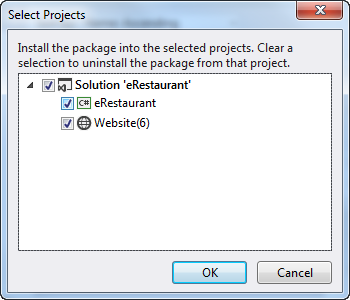 Select Projects
Install the package into the selected projects. Clear a
selection to uninstall the package from that project.
Solution 'eRestaurant'
C# eRestaurant
Website(6)
OK Cancel